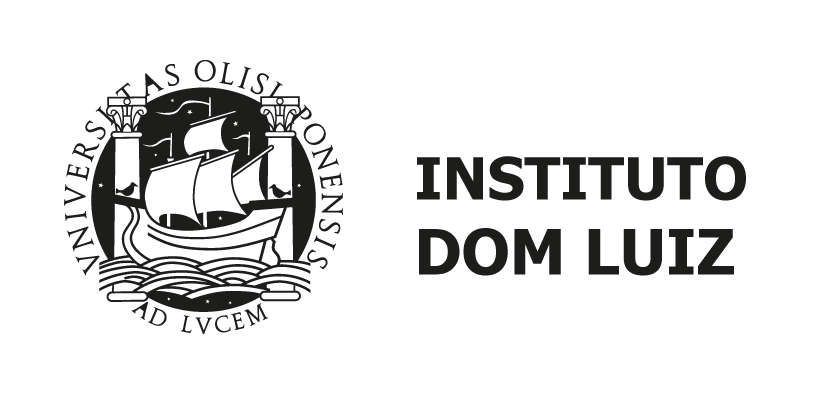 VNIVERSITAS OLISIPONENSIS
AD LVCEM
INSTITUTO
DOM LUIZ